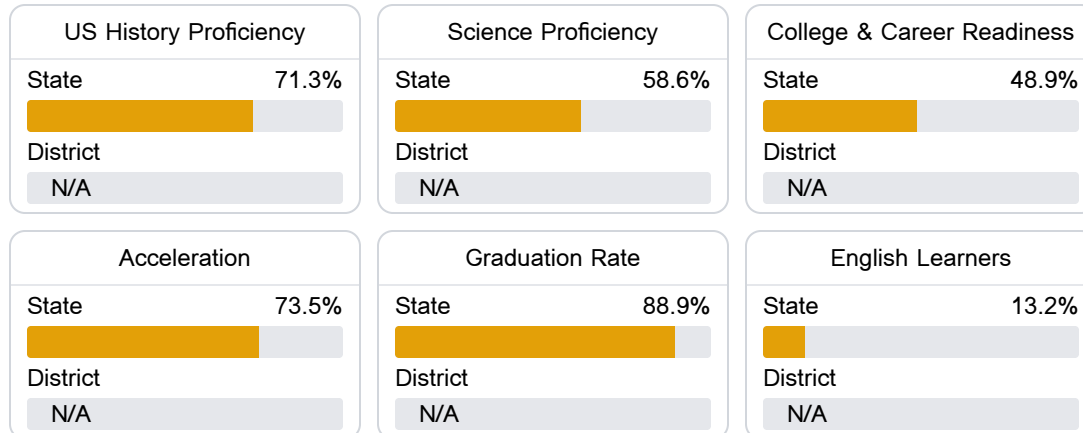 US History Proficiency
State 71.3%
District
N/A
Science Proficiency
State 58.6%
District
N/A
College & Career Readiness
State 48.9%
District
N/A
Acceleration
State 73.5%
District
N/A
Graduation Rate
State 88.9%
District
N/A
English Learners
State 13.2%
District
N/A